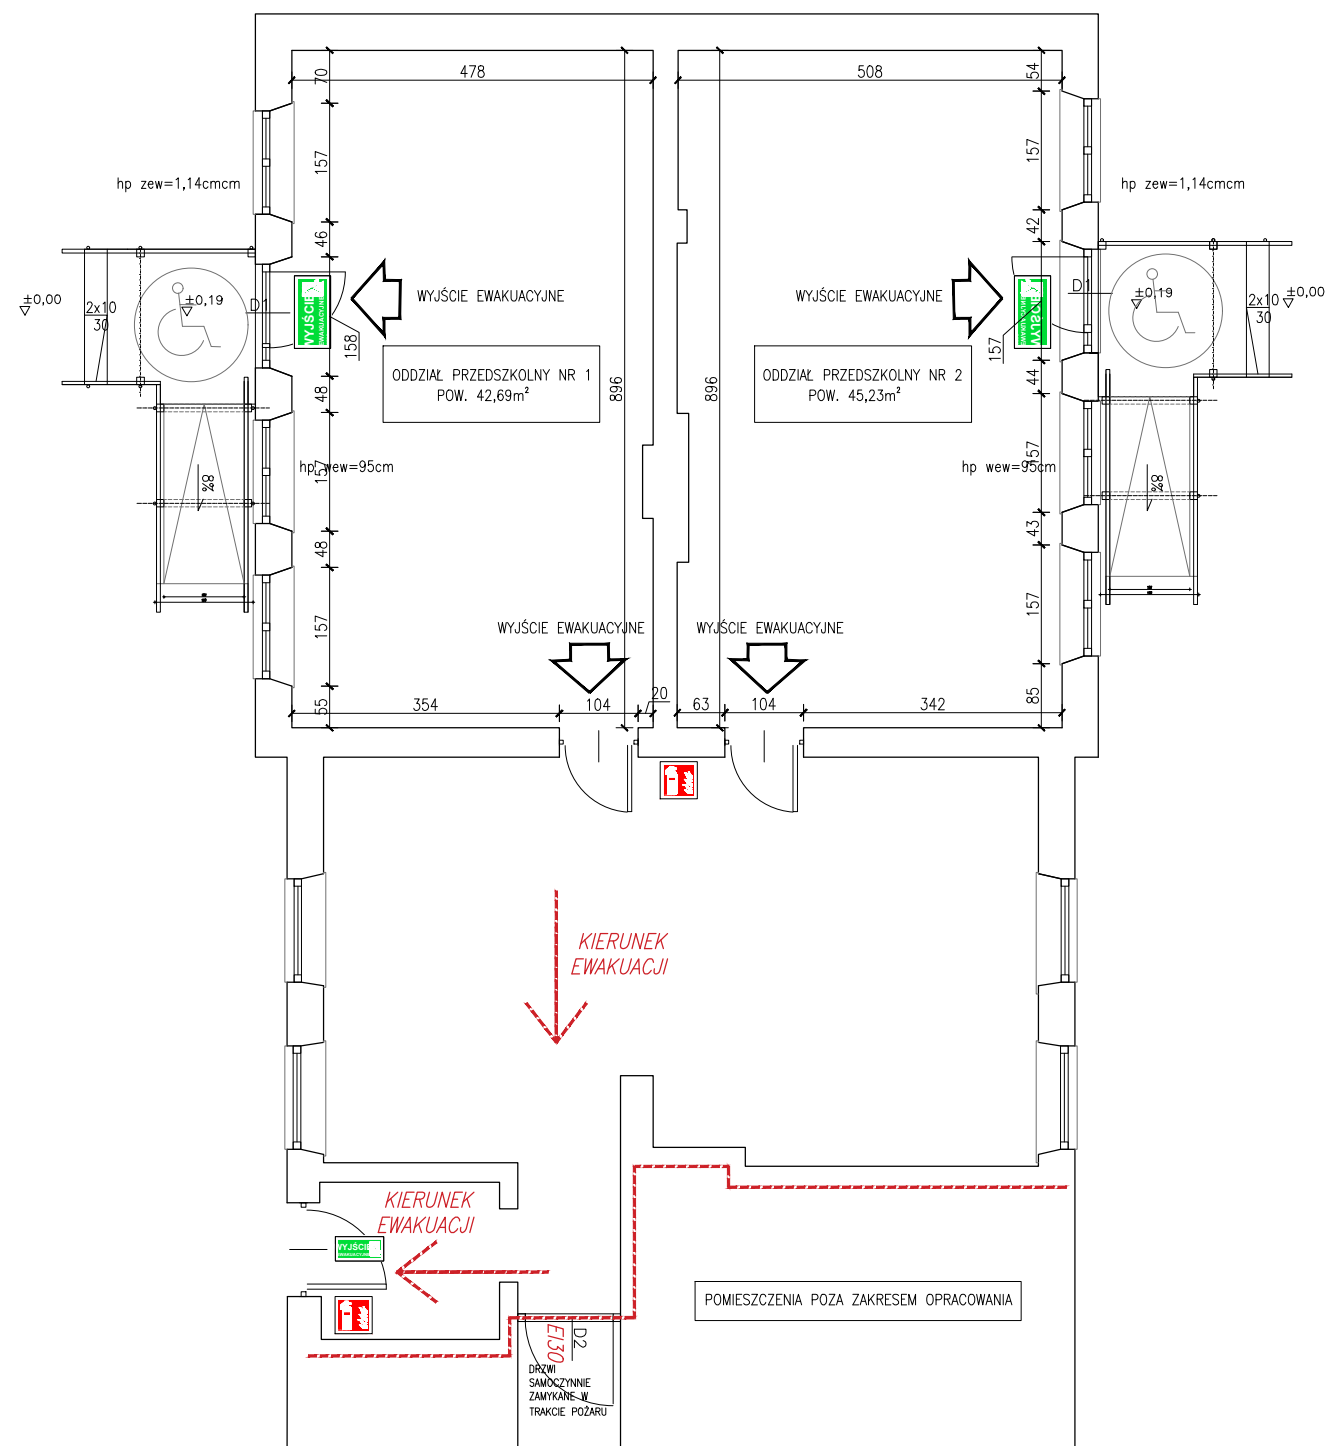 478
508
70
54
157
157
hp zew=1,14cmcm
hp zew=1,14cmcm
46
42
±0,00
2x10
30
±0,19
D1
WYJŚCIE
EWAKUACYJNE
WYJŚCIE EWAKUACYJNE
WYJŚCIE EWAKUACYJNE
WYJŚCIE
EWAKUACYJNE
D1
±0,19
2x10
30
±0,00
158
157
ODDZIAŁ PRZEDSZKOLNY NR 1
POW. 42,69m²
ODDZIAŁ PRZEDSZKOLNY NR 2
POW. 45,23m²
48
896
896
44
hp wew=95cm
157
hp wew=95cm
157
8%
8%
48
43
157
157
WYJŚCIE EWAKUACYJNE
WYJŚCIE EWAKUACYJNE
55
354
104
20
63
104
342
85
KIERUNEK
EWAKUACJI
KIERUNEK
EWAKUACJI
WYJŚCIE
EWAKUACYJNE
POMIESZCZENIA POZA ZAKRESEM OPRACOWANIA
D2
EI30
DRZWI
SAMOCZYNNIE
ZAMYKANE W
TRAKCIE POŻARU